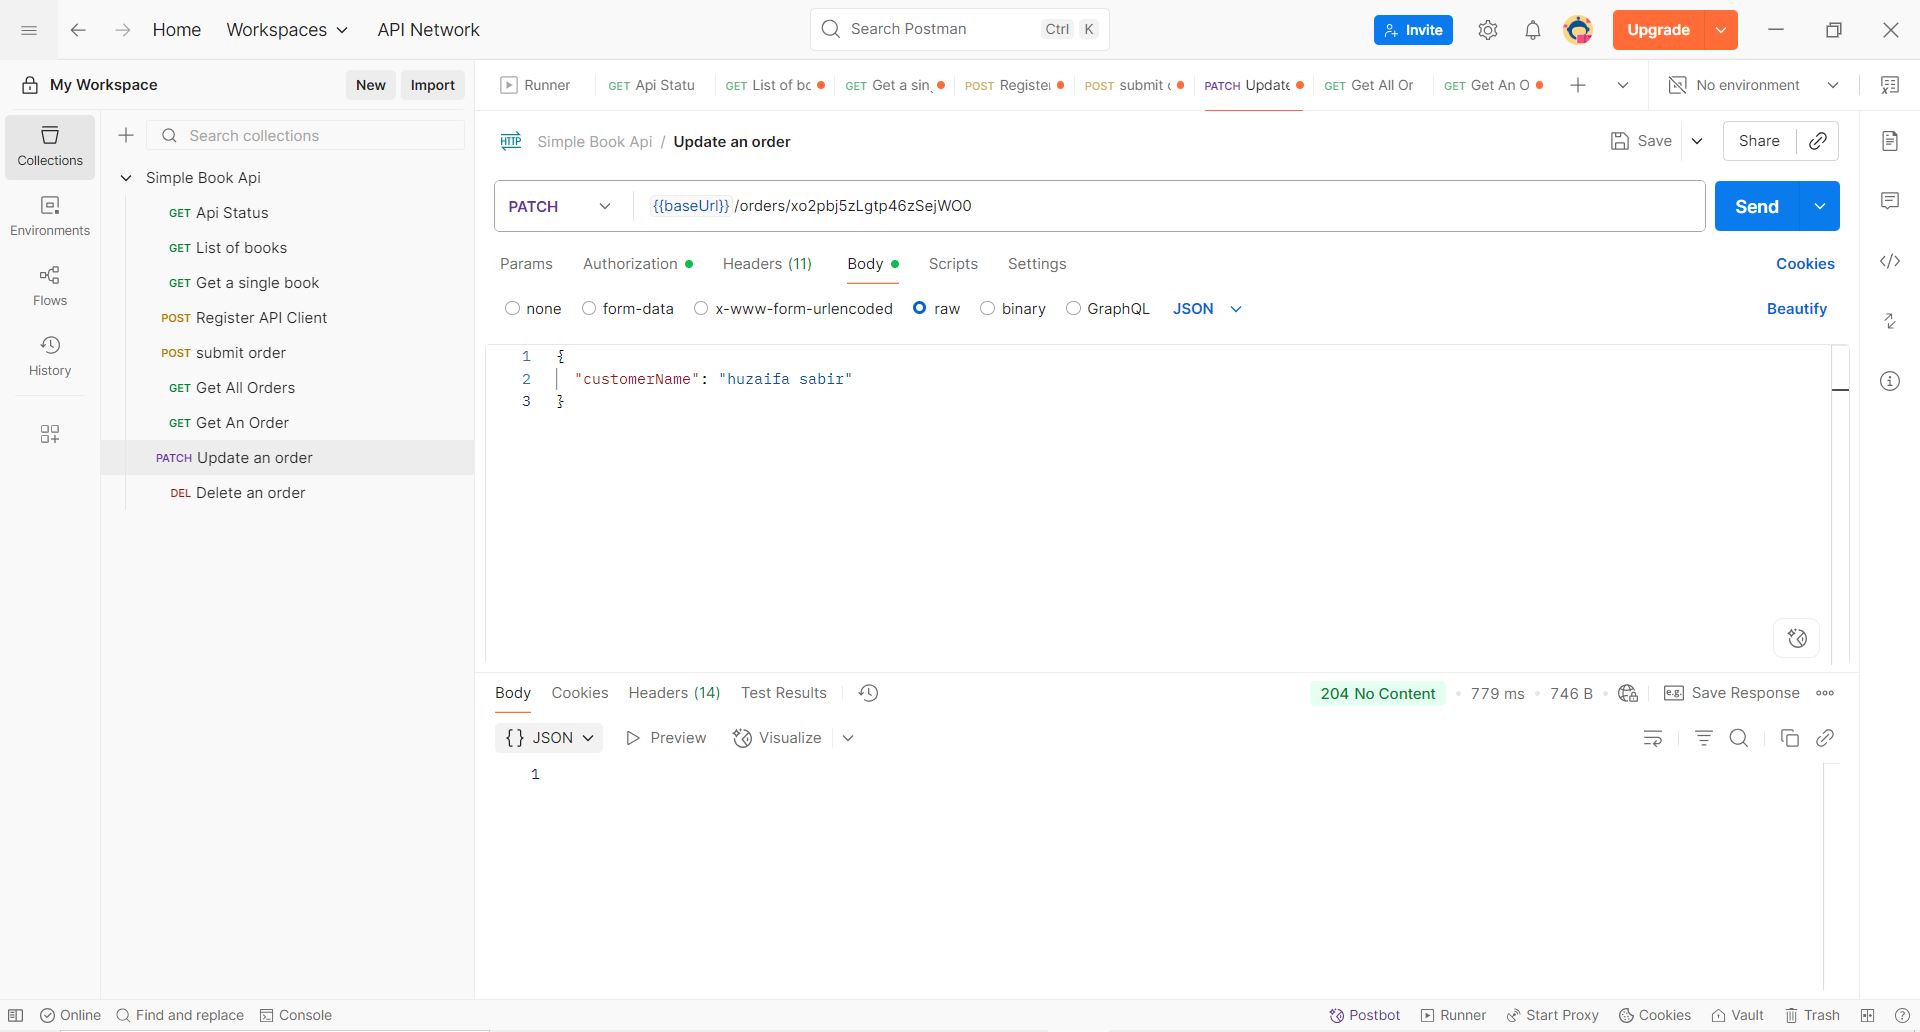 Home Workspaces API Network Search Postman Ctrl K Invite Upgrade
My Workspace New Import
Runner GET Api Statu GET List of bc GET Get a sin POST Register POST submit PATCH Update GET Get All Or GET Get An O No environment
Collections
Environments
Flows
History
Search collections
Simple Book Api
GET Api Status
GET List of books
GET Get a single book
POST Register API Client
POST submit order
GET Get All Orders
GET Get An Order
PATCH Update an order
DEL Delete an order
HTTP Simple Book Api / Update an order Save Share
PATCH {{baseUrl}}/orders/xo2pbj5zLgtp46zSejWO0 Send
Params Authorization Headers (11) Body Scripts Settings Cookies
none form-data x-www-form-urlencoded raw binary GraphQL JSON Beautify
1 {
2 "customerName": "huzaifa sabir"
3 }
Body Cookies Headers (14) Test Results 204 No Content 779 ms 746 B e.g. Save Response
{} JSON Preview Visualize
1
Online Find and replace Console Postbot Runner Start Proxy Cookies Vault Trash